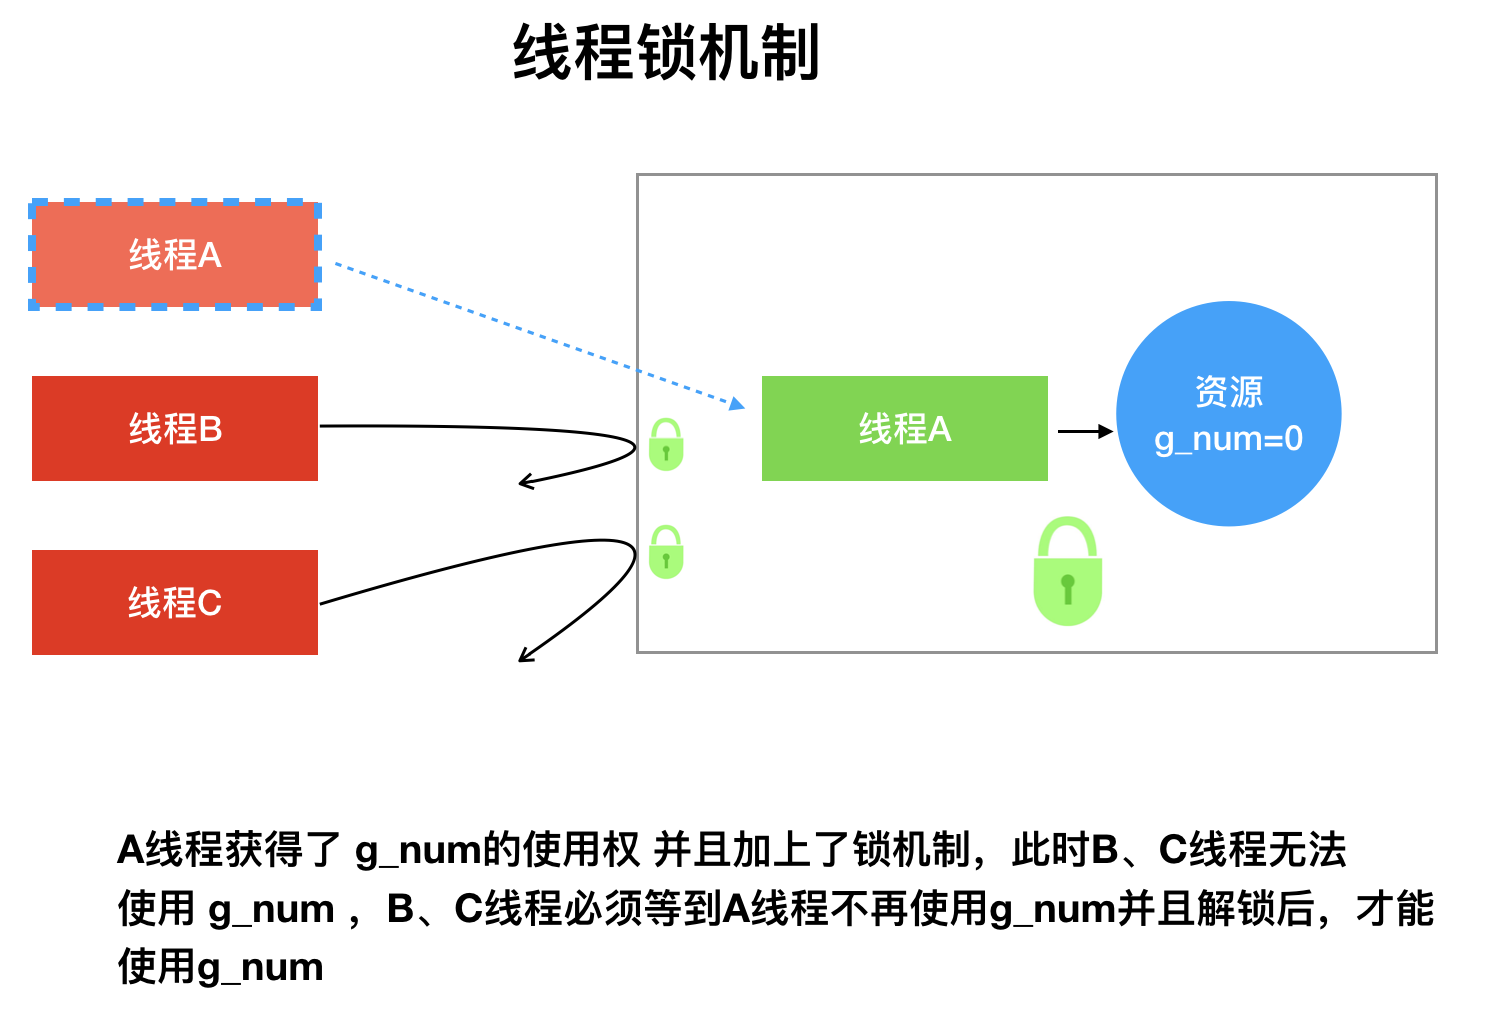 线程锁机制
线程A
线程B
线程C
线程A
资源
g_num=0
A线程获得了 g_num的使用权 并且加上了锁机制，此时B、C线程无法
使用 g_num ，B、C线程必须等到A线程不再使用g_num并且解锁后，才能
使用g_num